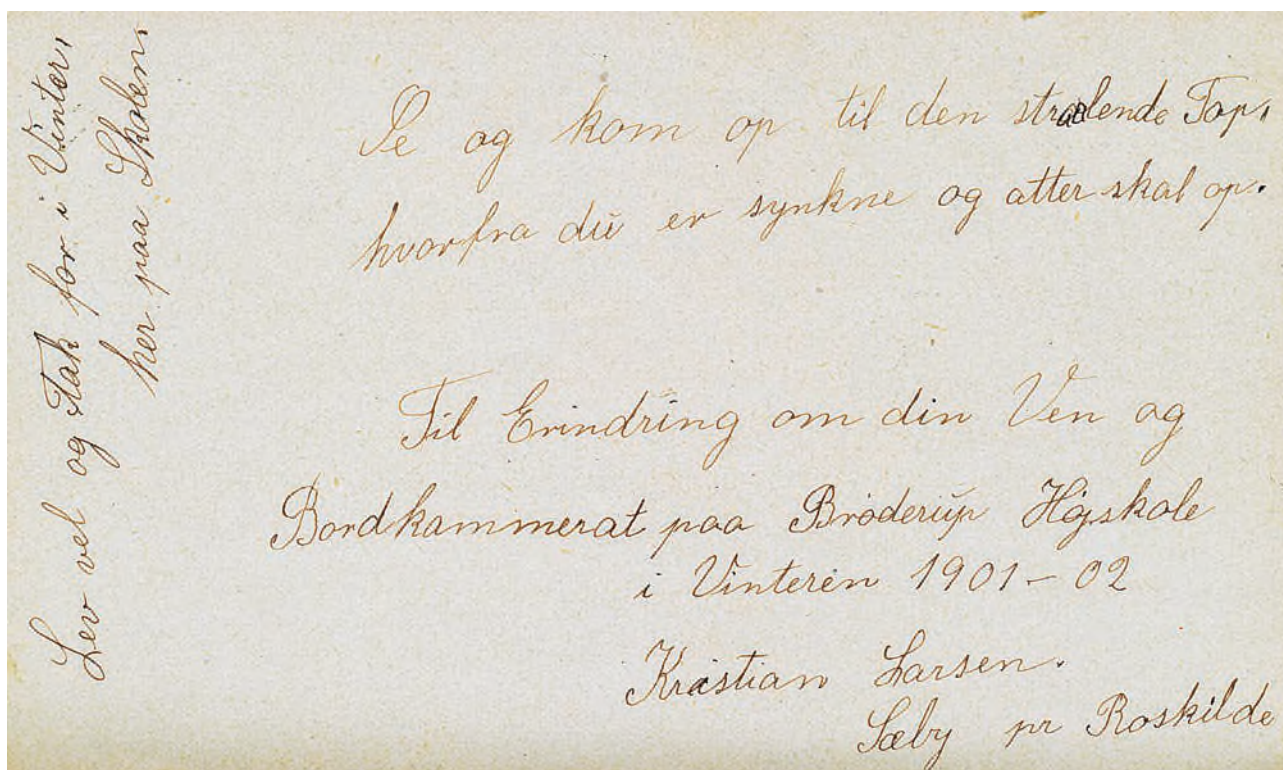 Se og kom op til den straalende Top,
hvorfra du er synkne og atter skal op.
Til Erindring om din Ven og
Bordkammerat paa Brøderup Højskole
i Vinteren 1901-02
Kristian Larsen.
Sæby pr Roskilde
Lev vel og Tak for i Vinter,
her paa Skolen.